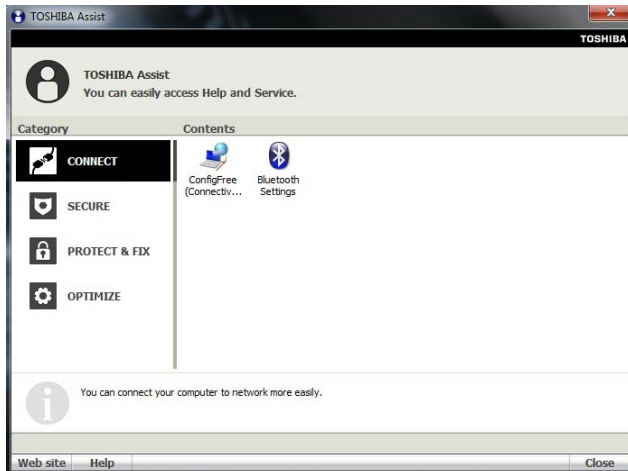 TOSHIBA Assist
TOSHIBA
TOSHIBA Assist
You can easily access Help and Service.
Category
Contents
CONNECT
SECURE
PROTECT & FIX
OPTIMIZE
ConfigFree
(Connectiv...
Bluetooth
Settings
You can connect your computer to network more easily.
Web site
Help
Close